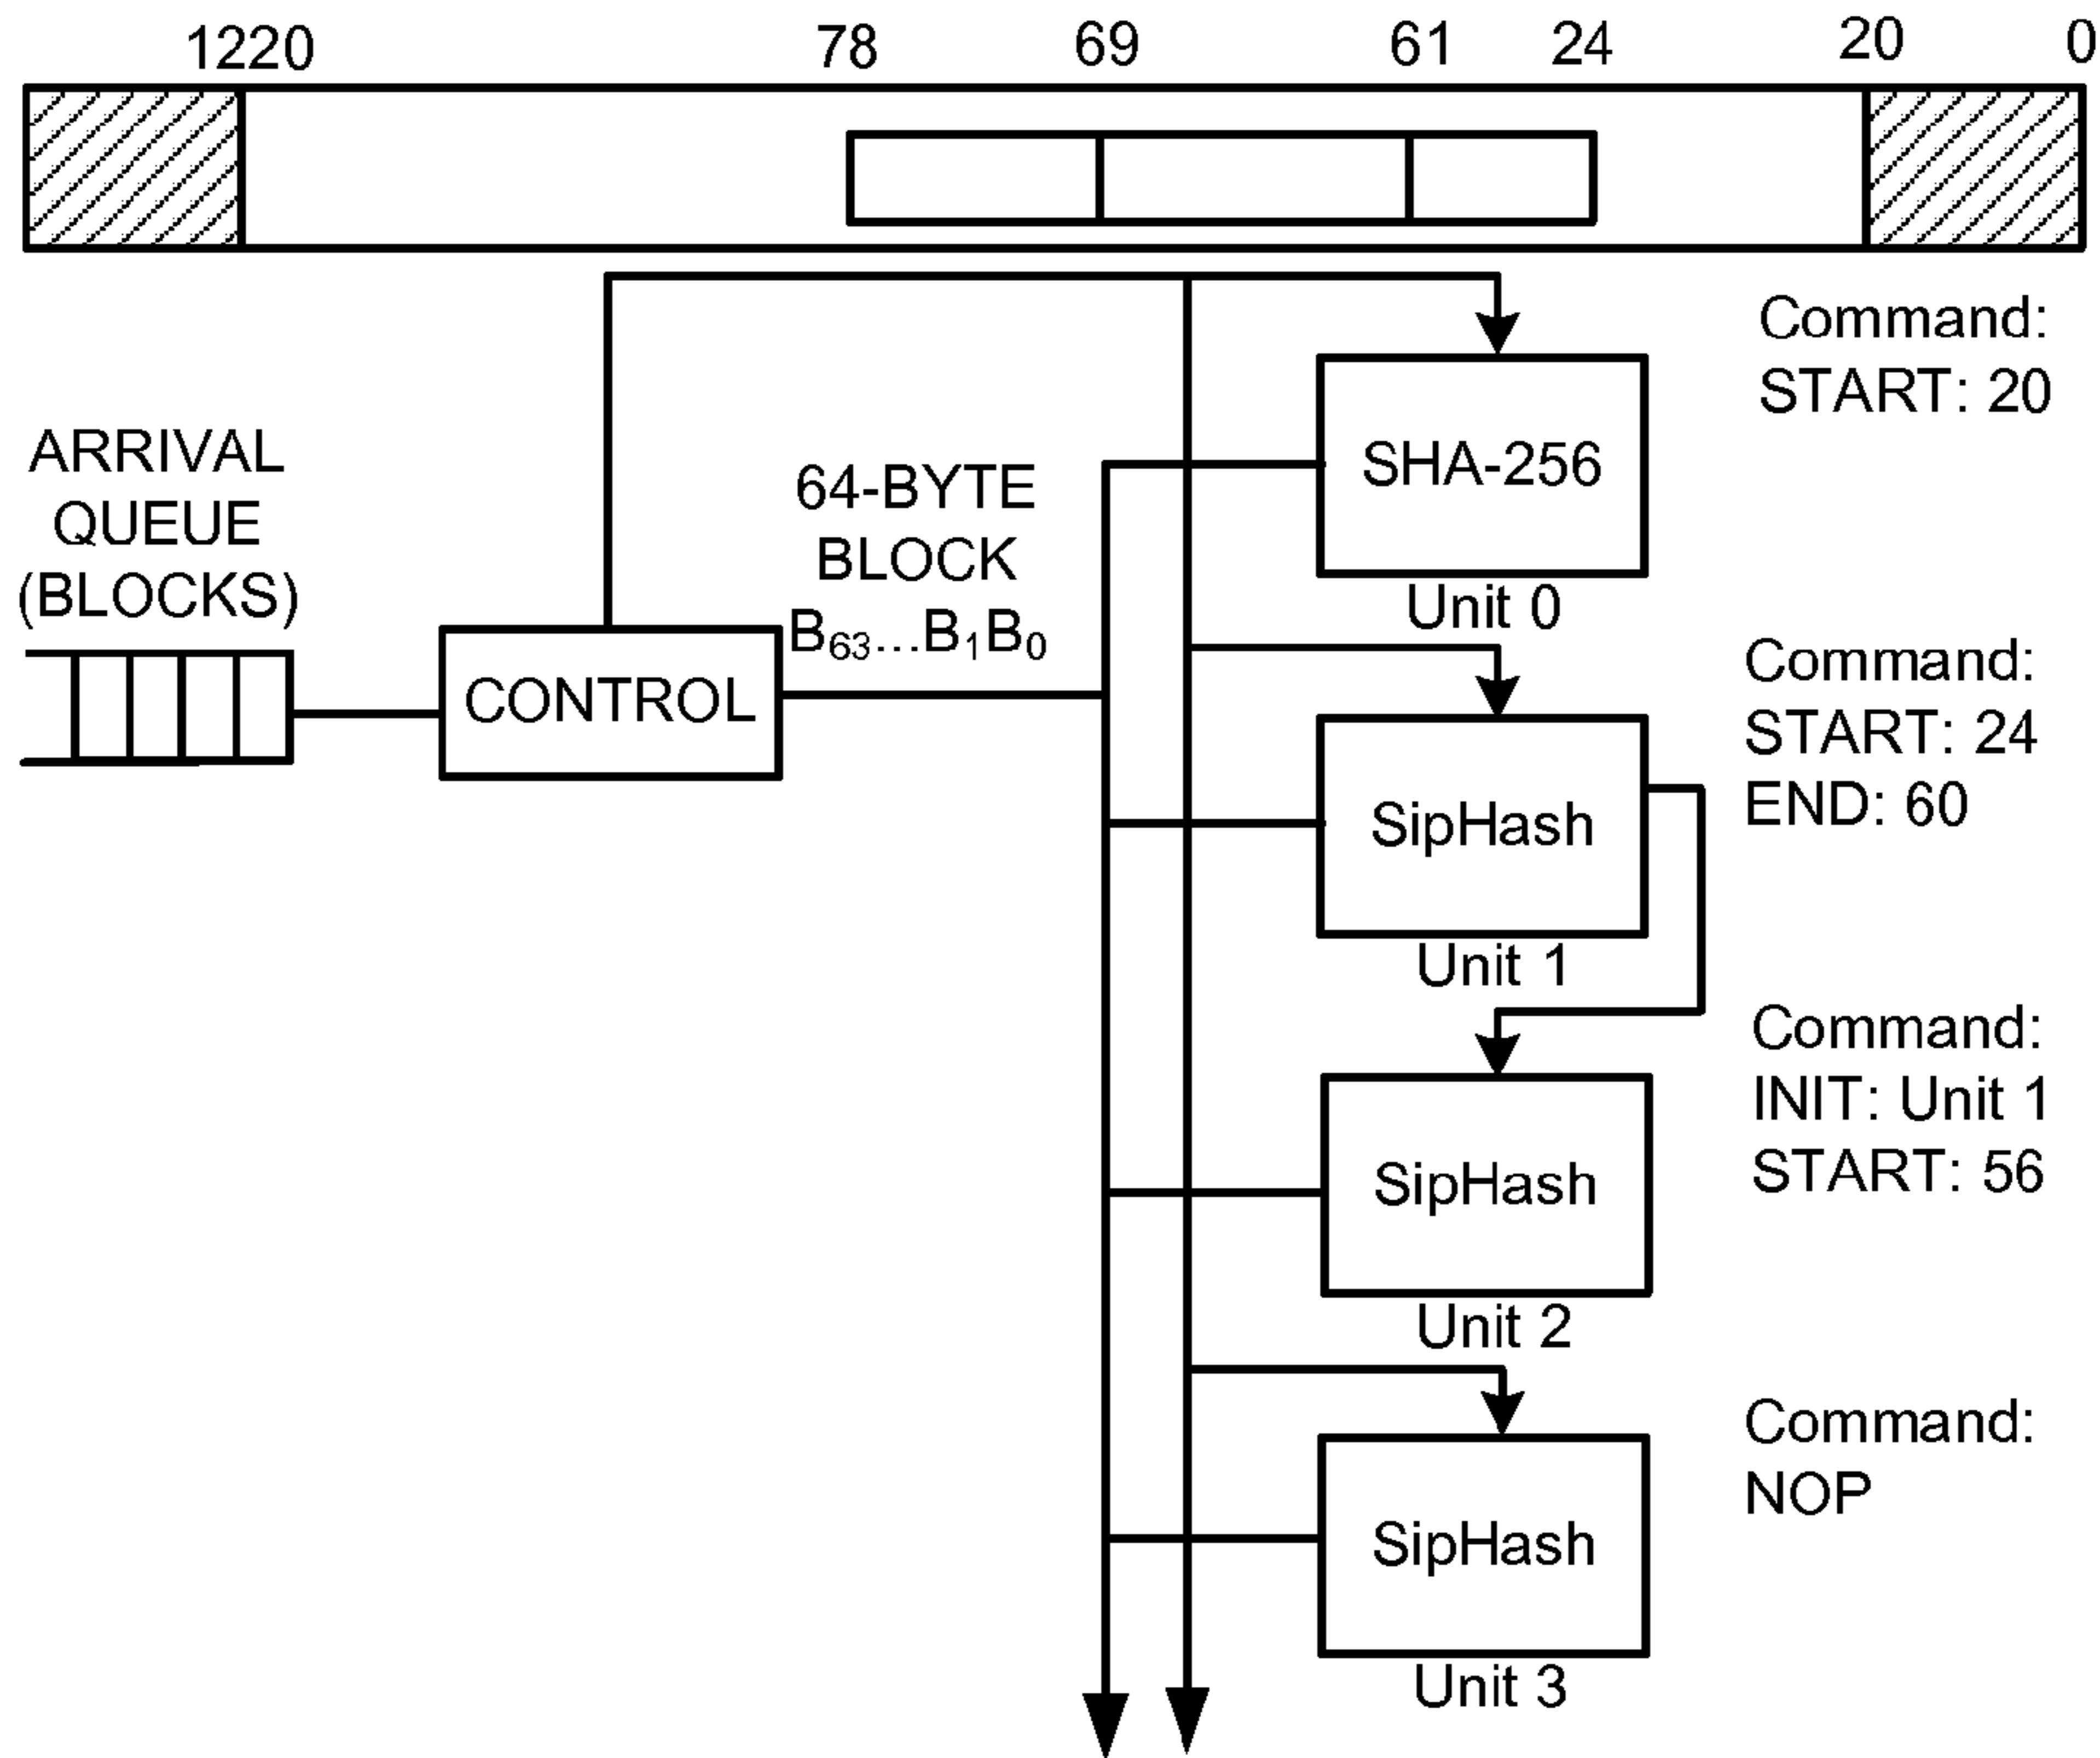 1220 78 69 61 24 20 0
Command:
START: 20
ARRIVAL
QUEUE
(BLOCKS)
64-BYTE
BLOCK
B₆₃...B₁B₀
CONTROL
SHA-256
Unit 0
Command:
START: 24
END: 60
SipHash
Unit 1
Command:
INIT: Unit 1
START: 56
SipHash
Unit 2
Command:
NOP
SipHash
Unit 3